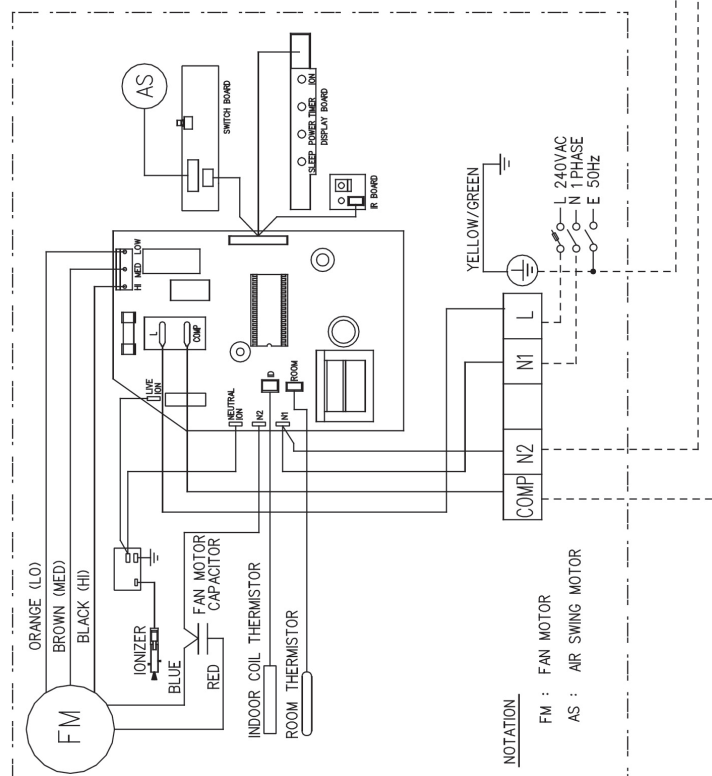 AS
SWITCH BOARD
SLEEP POWER TIMER ION
DISPLAY BOARD
IR BOARD
HI MED LOW
L
COMP
LIVE
ION
NEUTRAL
ION
N2
N1
ID
ROOM
YELLOW/GREEN
L 240VAC
N 1PHASE
E 50Hz
L
N1
N2
COMP
ORANGE (LO)
BROWN (MED)
BLACK (HI)
IONIZER
BLUE
RED
FAN MOTOR
CAPACITOR
FM
INDOOR COIL THERMISTOR
ROOM THERMISTOR
NOTATION
FM : FAN MOTOR
AS : AIR SWING MOTOR